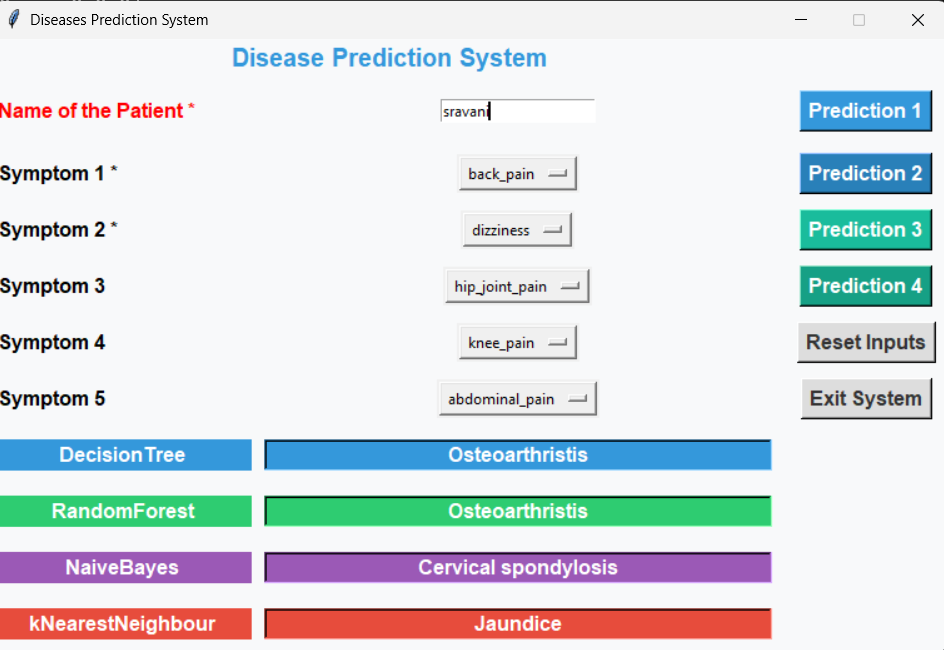 Diseases Prediction System
Disease Prediction System
Name of the Patient * sravani Prediction 1
Symptom 1 * back_pain Prediction 2
Symptom 2 * dizziness Prediction 3
Symptom 3 hip_joint_pain Prediction 4
Symptom 4 knee_pain Reset Inputs
Symptom 5 abdominal_pain Exit System
DecisionTree Osteoarthristis
RandomForest Osteoarthristis
NaiveBayes Cervical spondylosis
kNearestNeighbour Jaundice